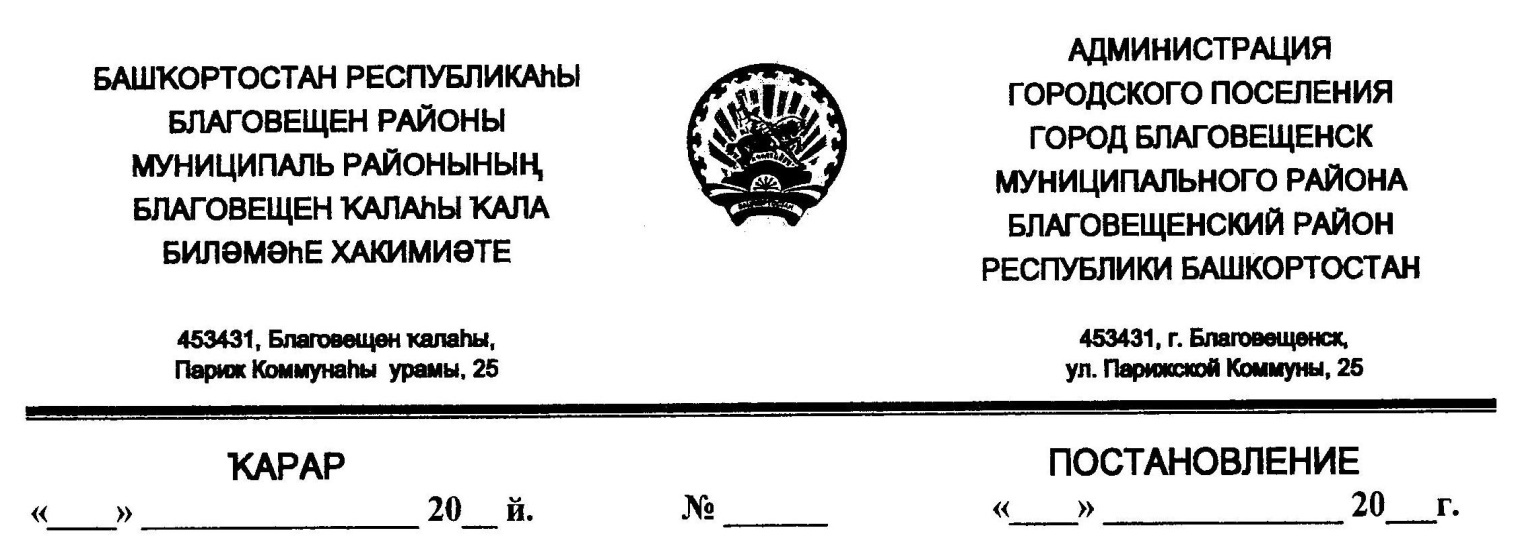 БАШҠОРТОСТАН РЕСПУБЛИКАҺЫ
БЛАГОВЕЩЕН РАЙОНЫ
МУНИЦИПАЛЬ РАЙОНЫНЫҢ
БЛАГОВЕЩЕН ҠАЛАҺЫ ҠАЛА
БИЛӘМӘҺЕ ХАКИМИӘТЕ
453431, Благовещен ҡалаһы,
Париж Коммунаһы урамы, 25
АДМИНИСТРАЦИЯ
ГОРОДСКОГО ПОСЕЛЕНИЯ
ГОРОД БЛАГОВЕЩЕНСК
МУНИЦИПАЛЬНОГО РАЙОНА
БЛАГОВЕЩЕНСКИЙ РАЙОН
РЕСПУБЛИКИ БАШКОРТОСТАН
453431, г. Благовещенск,
ул. Парижской Коммуны, 25
БАШКОРТОСТАН
ҠАРАР
ПОСТАНОВЛЕНИЕ
«____» ________________ 20__ й. № ______ «____» ______________ 20___г.